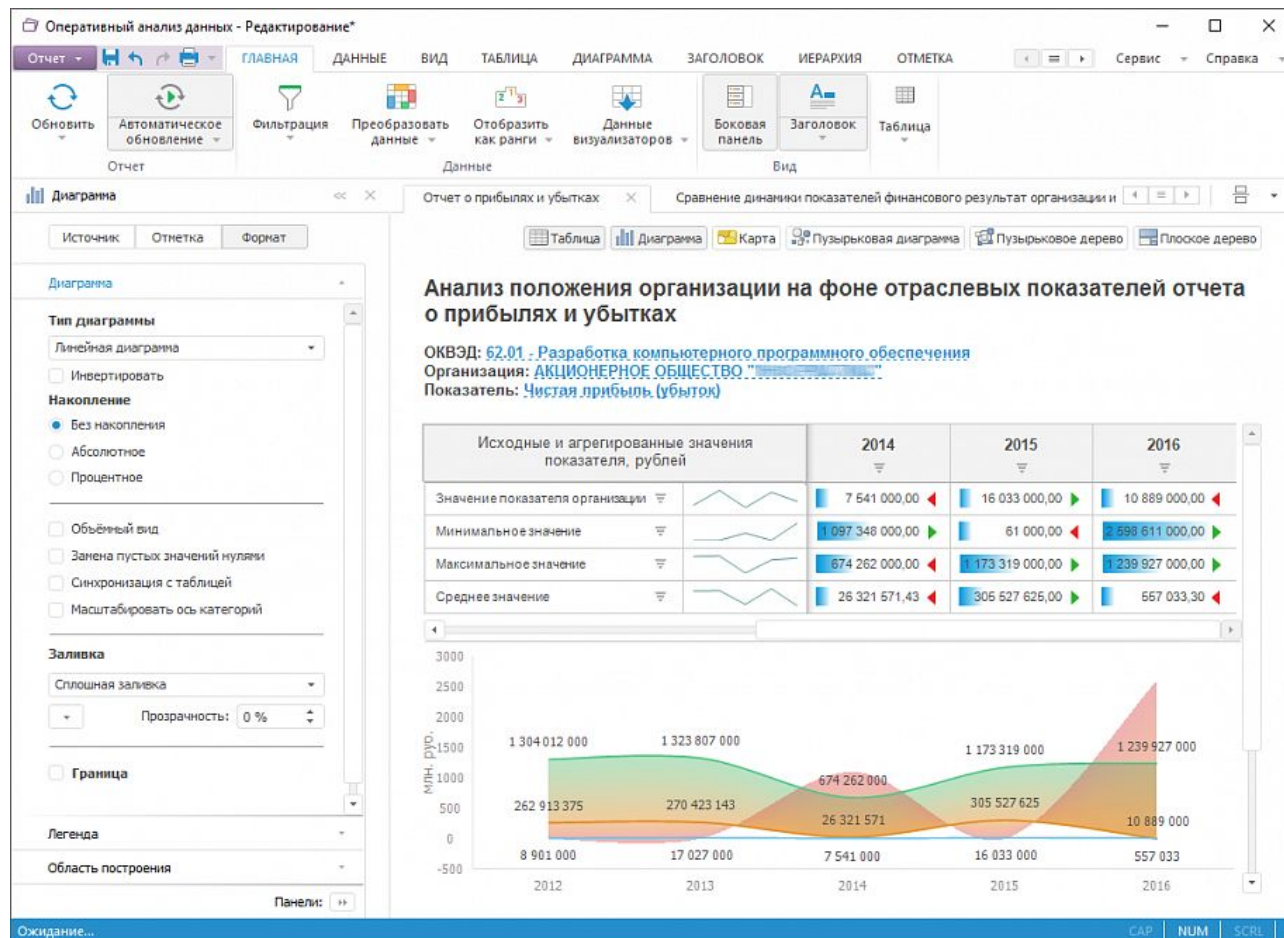 Оперативный анализ данных - Редактирование*
Отчет ГЛАВНАЯ ДАННЫЕ ВИД ТАБЛИЦА ДИАГРАММА ЗАГОЛОВОК ИЕРАРХИЯ ОТМЕТКА Сервис Справка
Обновить Автоматическое обновление Фильтрация Преобразовать данные Отобразить как ранги Данные визуализаторов Боковая панель Заголовок Таблица
Отчет Данные Вид
Диаграмма
Отчет о прибылях и убытках Сравнение динамики показателей финансового результат организации и
Источник Отметка Формат
Таблица Диаграмма Карта Пузырьковая диаграмма Пузырьковое дерево Плоское дерево
Диаграмма
Тип диаграммы
Линейная диаграмма
Инвертировать
Накопление
Без накопления
Абсолютное
Процентное
Объёмный вид
Замена пустых значений нулями
Синхронизация с таблицей
Масштабировать ось категорий
Заливка
Сплошная заливка
Прозрачность: 0 %
Граница
Легенда
Область построения
Панели:
Анализ положения организации на фоне отраслевых показателей отчета
о прибылях и убытках
ОКВЭД: 62.01 - Разработка компьютерного программного обеспечения
Организация: АКЦИОНЕРНОЕ ОБЩЕСТВО " "
Показатель: Чистая прибыль (убыток)
Исходные и агрегированные значения показателя, рублей 2014 2015 2016
Значение показателя организации 7 541 000,00 16 033 000,00 10 889 000,00
Минимальное значение 1 097 348 000,00 61 000,00 2 598 611 000,00
Максимальное значение 674 262 000,00 1 173 319 000,00 1 239 927 000,00
Среднее значение 26 321 571,43 305 527 625,00 557 033,30
млн. руб.
3000
2500
2000
1500
1000
500
0
-500
1 304 012 000 1 323 807 000 674 262 000 1 173 319 000 1 239 927 000
262 913 375 270 423 143 26 321 571 305 527 625 10 889 000
8 901 000 17 027 000 7 541 000 16 033 000 557 033
2012 2013 2014 2015 2016
Ожидание...
CAP NUM SCRL